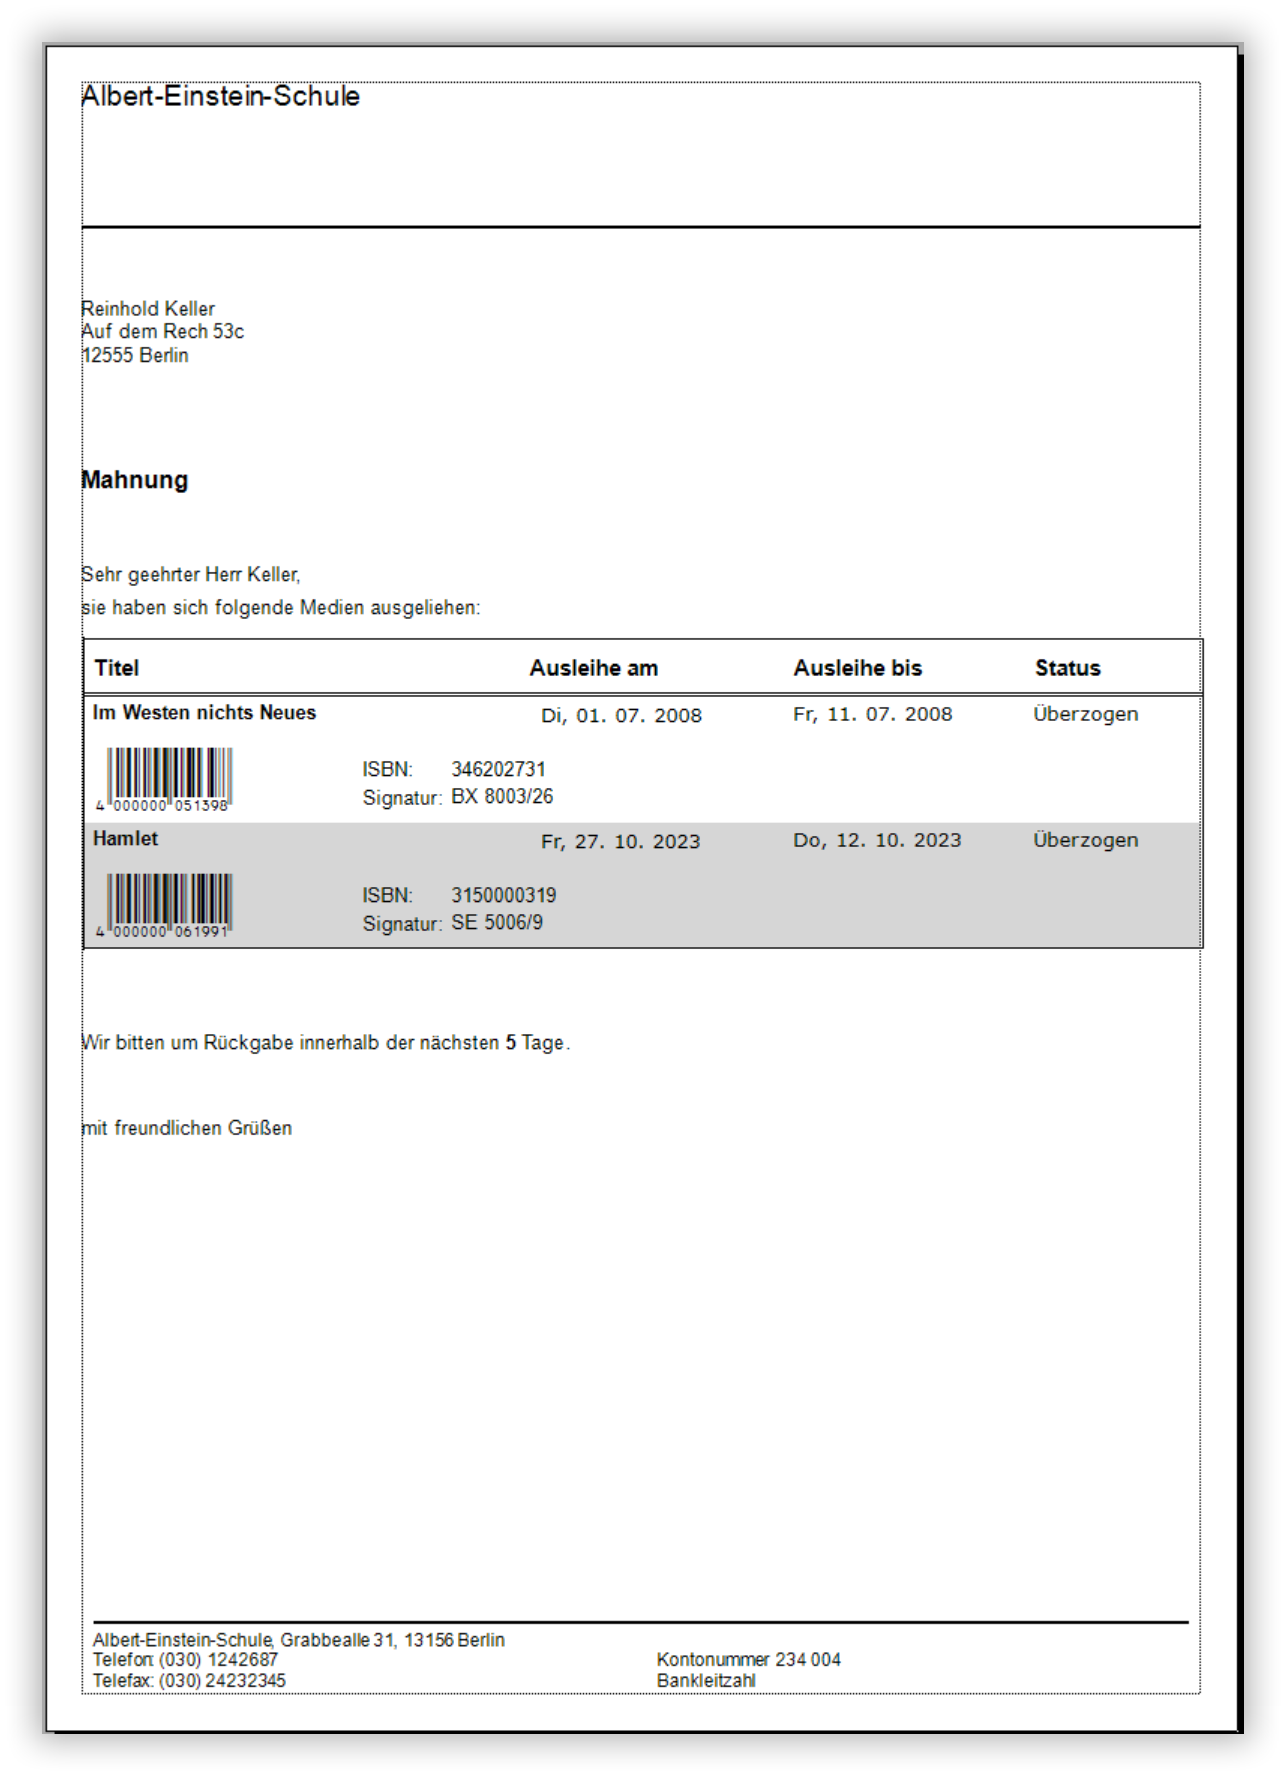 Albert-Einstein-Schule
Reinhold Keller
Auf dem Rech 53c
12555 Berlin
Mahnung
Sehr geehrter Herr Keller,
sie haben sich folgende Medien ausgeliehen:
Titel Ausleihe am Ausleihe bis Status
Im Westen nichts Neues Di, 01. 07. 2008 Fr, 11. 07. 2008 Überzogen
ISBN: 346202731
Signatur: BX 8003/26
4 000000 051398
Hamlet Fr, 27. 10. 2023 Do, 12. 10. 2023 Überzogen
ISBN: 3150000319
Signatur: SE 5006/9
4 000000 061991
Wir bitten um Rückgabe innerhalb der nächsten 5 Tage.
mit freundlichen Grüßen
Albert-Einstein-Schule, Grabbealle 31, 13156 Berlin
Telefon: (030) 1242687 Kontonummer 234 004
Telefax: (030) 24232345 Bankleitzahl